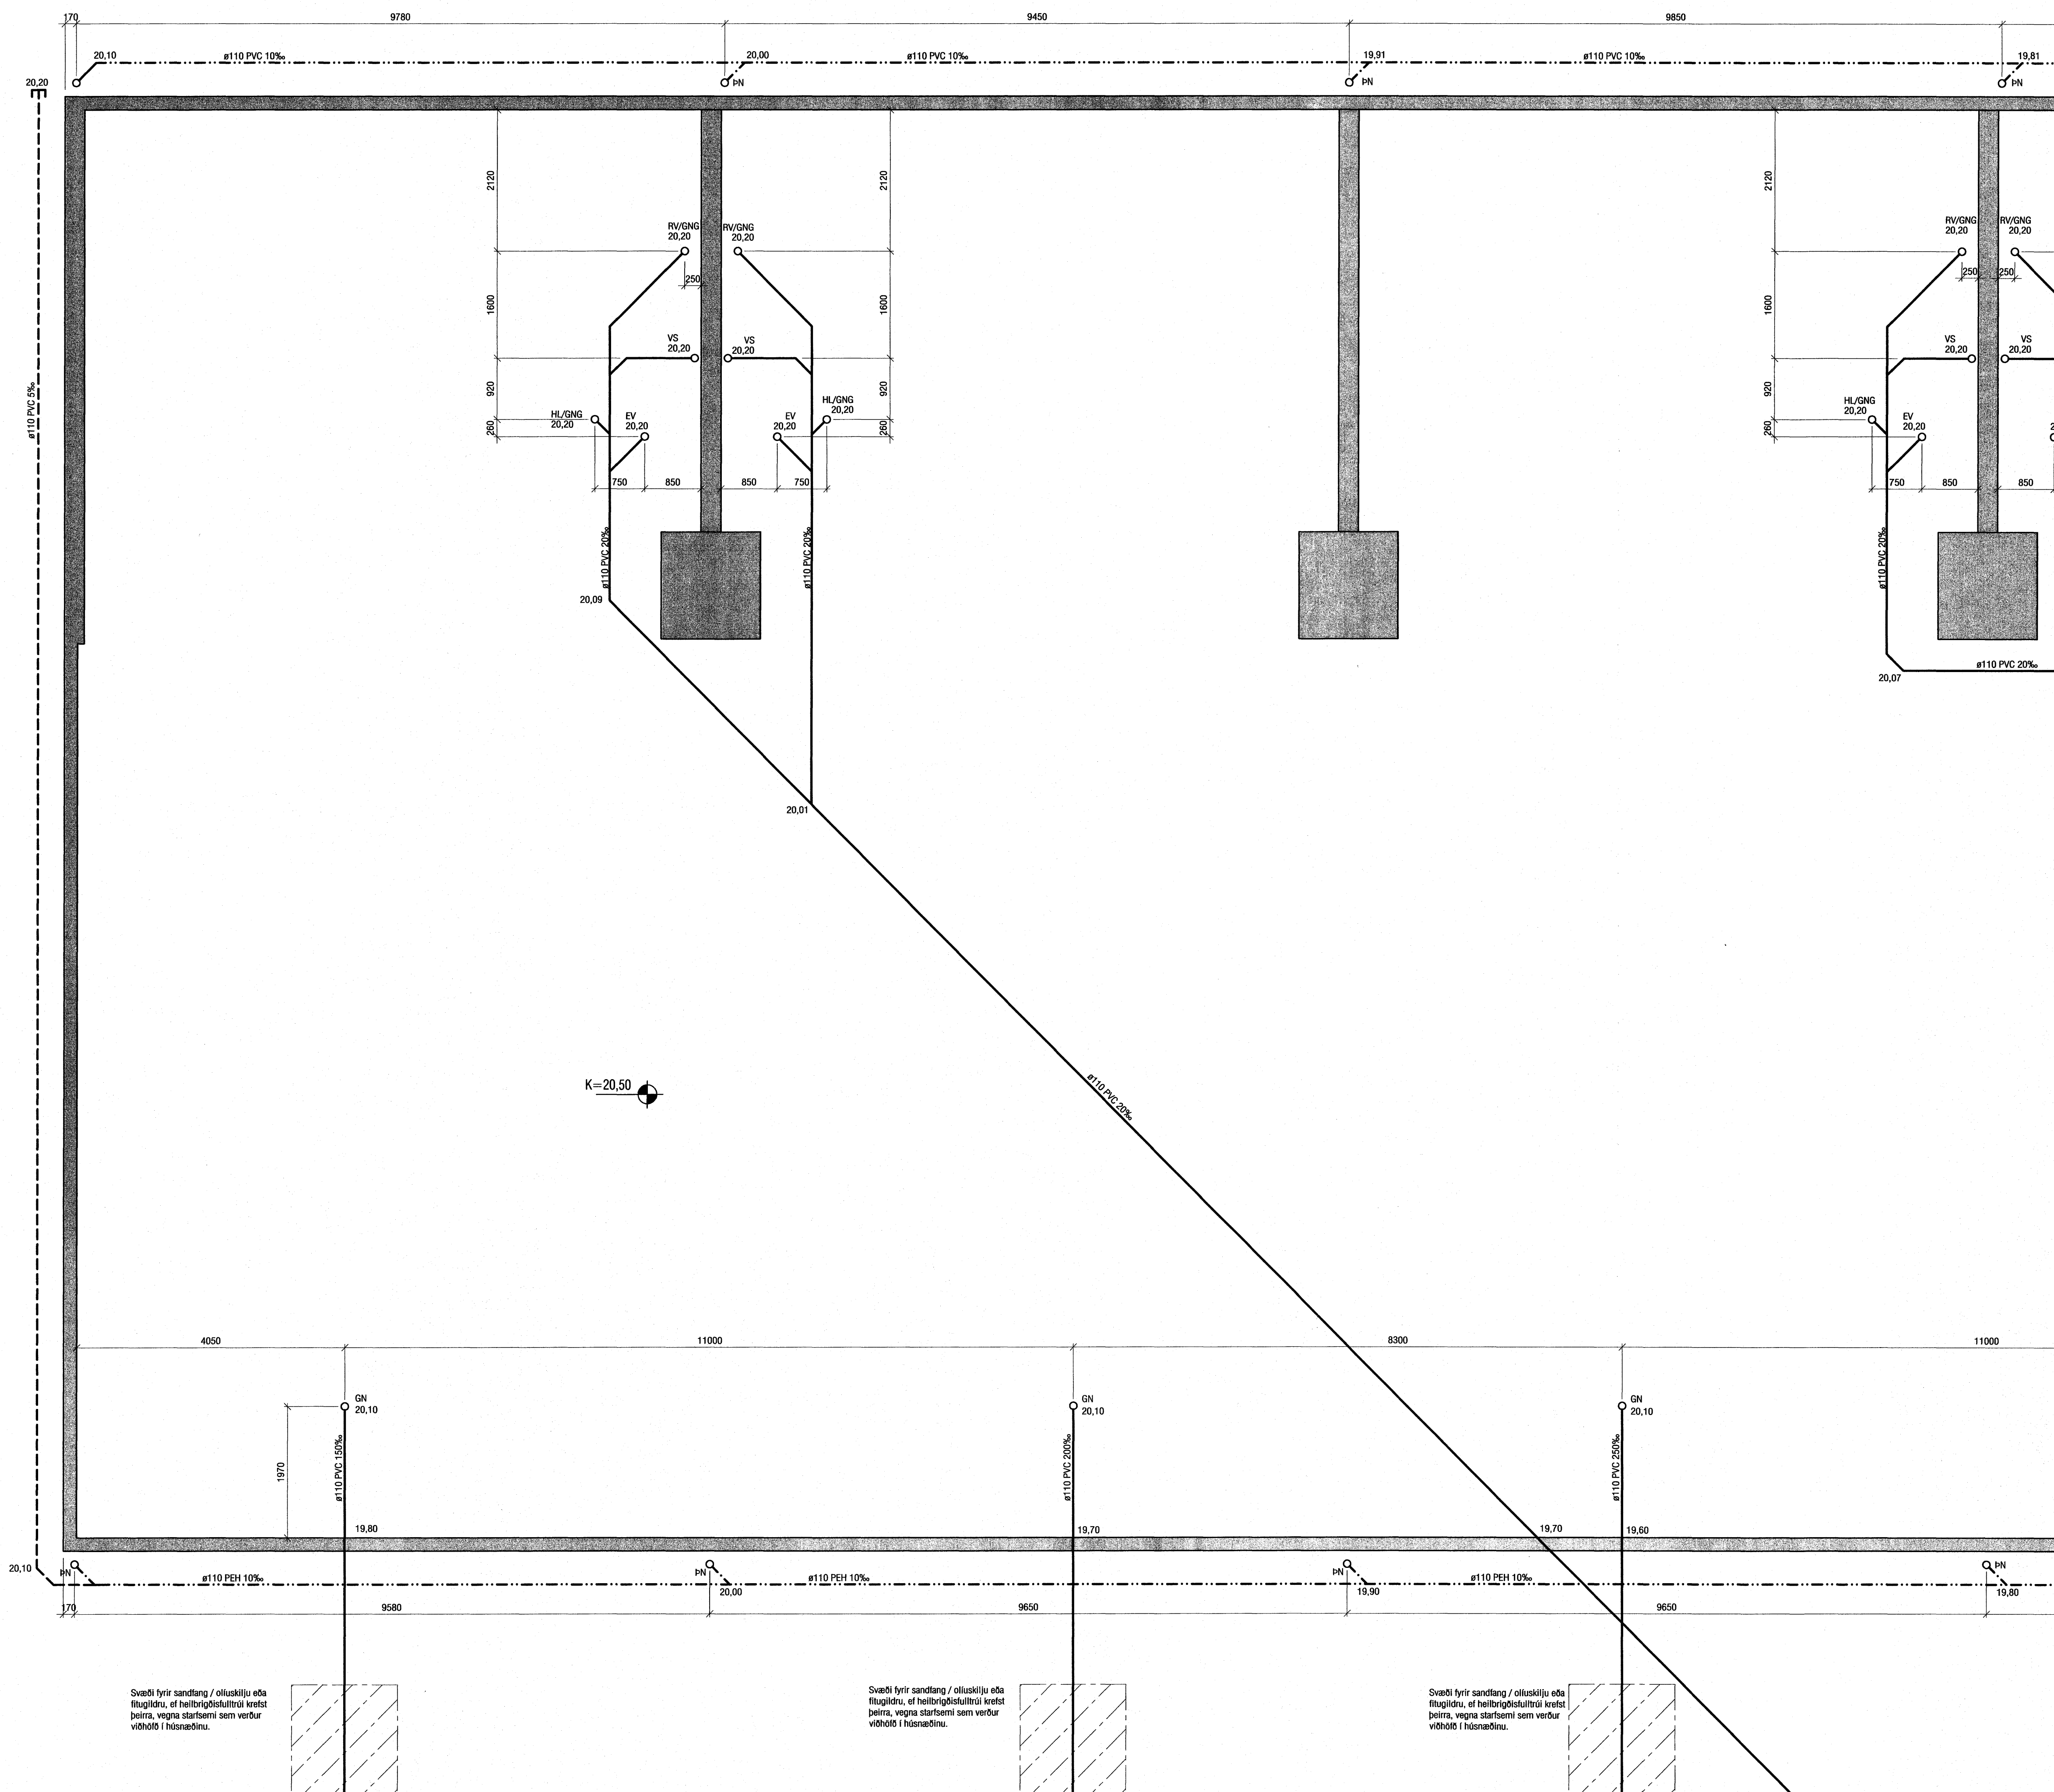 170
9780
9450
9850
20,10
ø110 PVC 10‰
20,00
ø110 PVC 10‰
19,91
ø110 PVC 10‰
19,81
20,20
ÞN
ÞN
ÞN
2120
2120
2120
RV/GNG
20,20
RV/GNG
20,20
RV/GNG
20,20
RV/GNG
20,20
250
250
250
1600
1600
1600
VS
20,20
VS
20,20
VS
20,20
VS
20,20
920
920
920
HL/GNG
20,20
EV
20,20
EV
20,20
HL/GNG
20,20
HL/GNG
20,20
EV
20,20
2
260
260
260
750
850
850
750
750
850
850
ø110 PVC 5‰
ø110 PVC 20‰
ø110 PVC 20‰
ø110 PVC 20‰
20,09
ø110 PVC 20‰
20,07
20,01
K=20,50
ø110 PVC 20‰
4050
11000
8300
11000
GN
20,10
GN
20,10
GN
20,10
1970
ø110 PVC 150‰
ø110 PVC 200‰
ø110 PVC 250‰
19,80
19,70
19,70
19,60
20,10
ÞN
ø110 PEH 10‰
ÞN
20,00
ø110 PEH 10‰
ÞN
19,90
ø110 PEH 10‰
ÞN
19,80
170
9580
9650
9650
Svæði fyrir sandfang / olíuskilju eða
fitugildru, ef heilbrigðisfulltrúi krefst
þeirra, vegna starfsemi sem verður
viðhöfð í húsnæðinu.
Svæði fyrir sandfang / olíuskilju eða
fitugildru, ef heilbrigðisfulltrúi krefst
þeirra, vegna starfsemi sem verður
viðhöfð í húsnæðinu.
Svæði fyrir sandfang / olíuskilju eða
fitugildru, ef heilbrigðisfulltrúi krefst
þeirra, vegna starfsemi sem verður
viðhöfð í húsnæðinu.